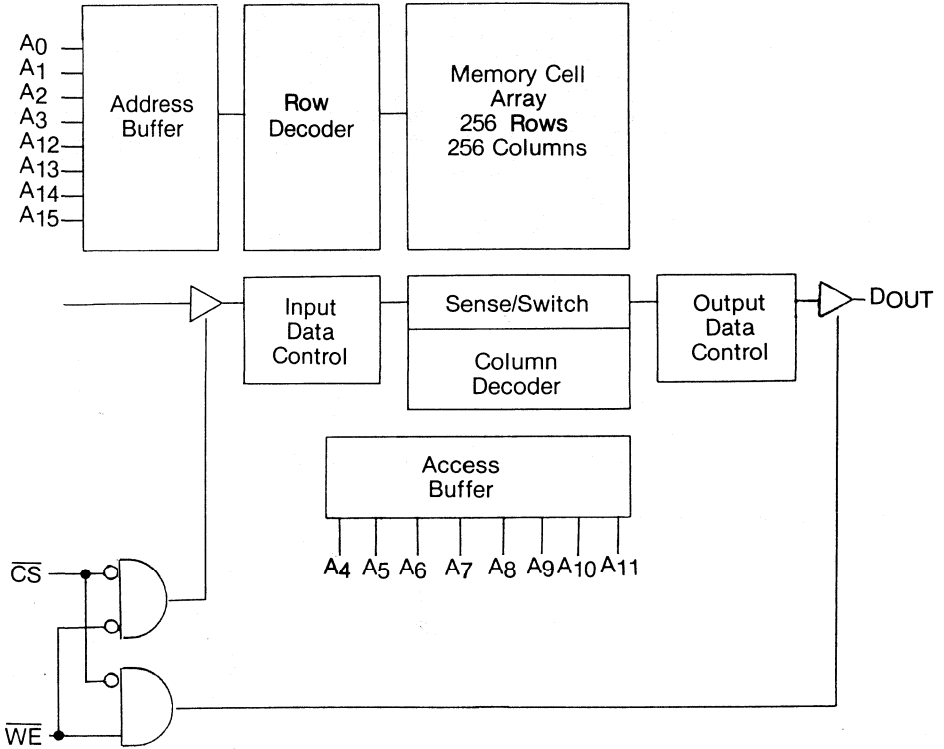 A0
A1
A2
A3
A12
A13
A14
A15
Address
Buffer
Row
Decoder
Memory Cell
Array
256 Rows
256 Columns
Input
Data
Control
Sense/Switch
Column
Decoder
Output
Data
Control
DOUT
Access
Buffer
A4 A5 A6 A7 A8 A9 A10 A11
CS
WE